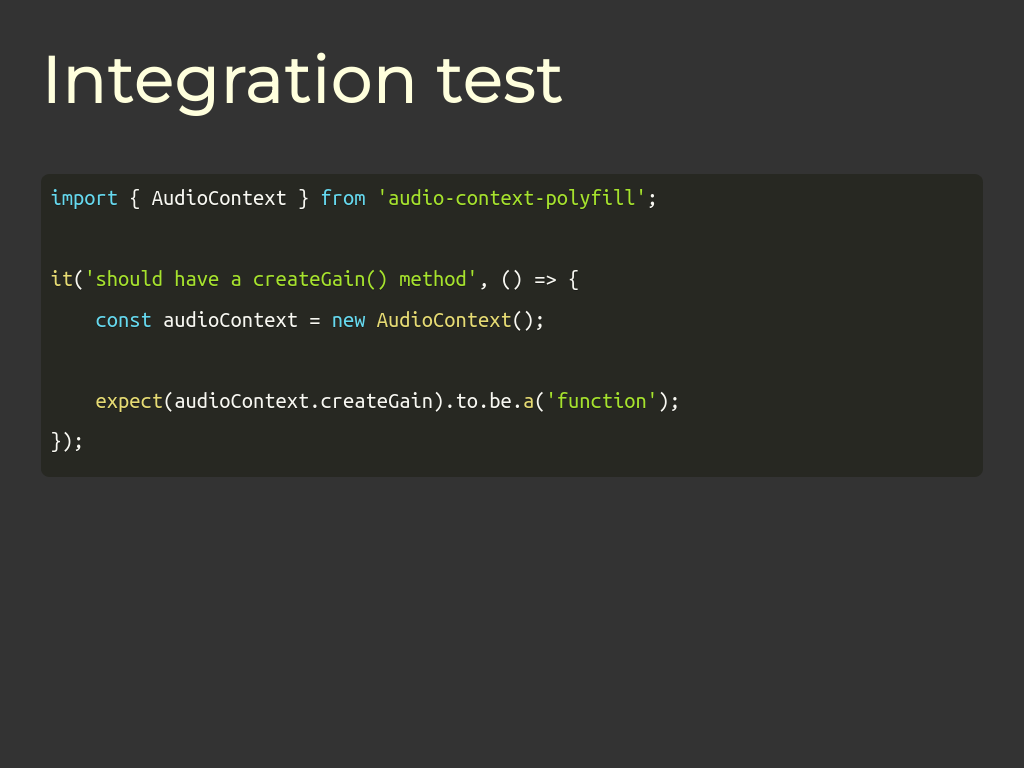 Integration test
import { AudioContext } from 'audio-context-polyfill';
it('should have a createGain() method', () => {
    const audioContext = new AudioContext();
    expect(audioContext.createGain).to.be.a('function');
});